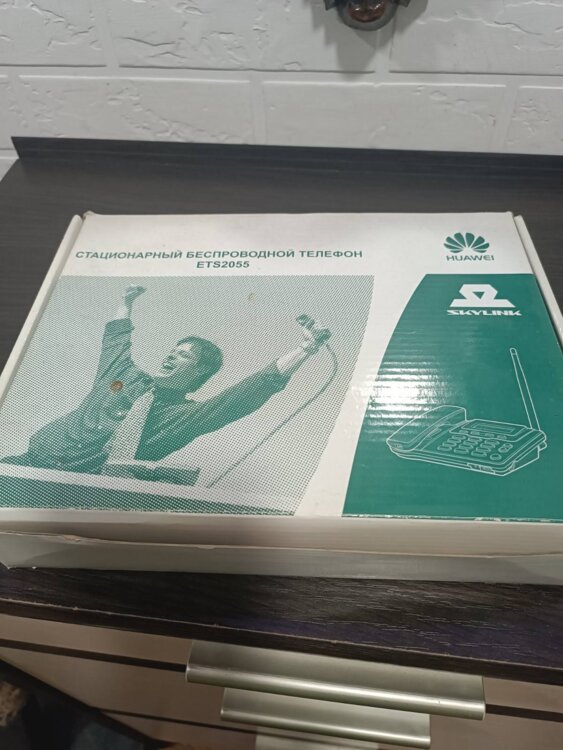 СТАЦИОНАРНЫЙ БЕСПРОВОДНОЙ ТЕЛЕФОН
ETS2055
HUAWEI
SKYLINK